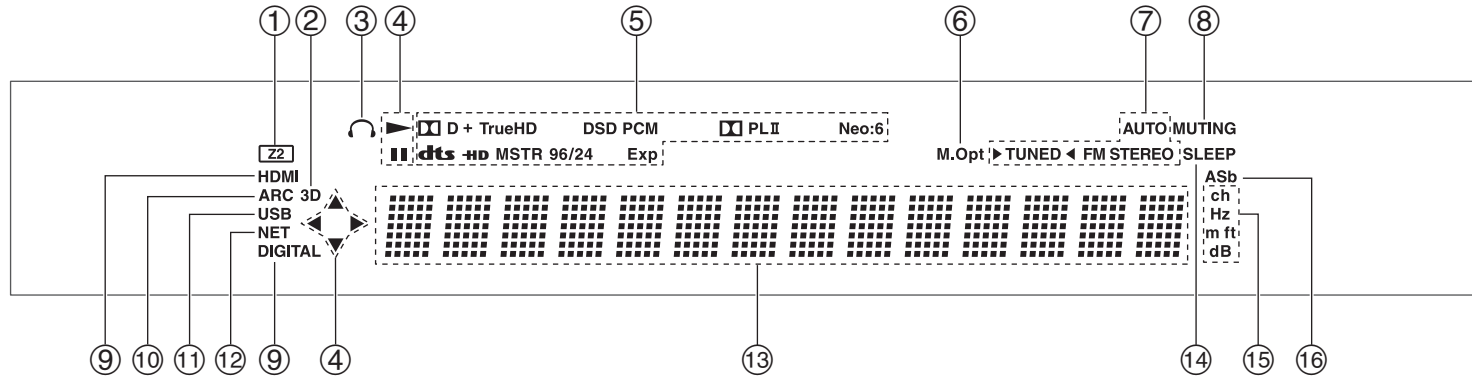 ① ② ③ ④ ⑤ ⑥ ⑦ ⑧
D + TrueHD DSD PCM PL II Neo:6 AUTO MUTING
Z2 dts -HD MSTR 96/24 Exp M.Opt TUNED FM STEREO SLEEP
HDMI ASb
ARC 3D ch
USB Hz
NET m ft
DIGITAL dB
⑨ ⑩ ⑪ ⑫ ⑨ ④ ⑬ ⑭ ⑮ ⑯